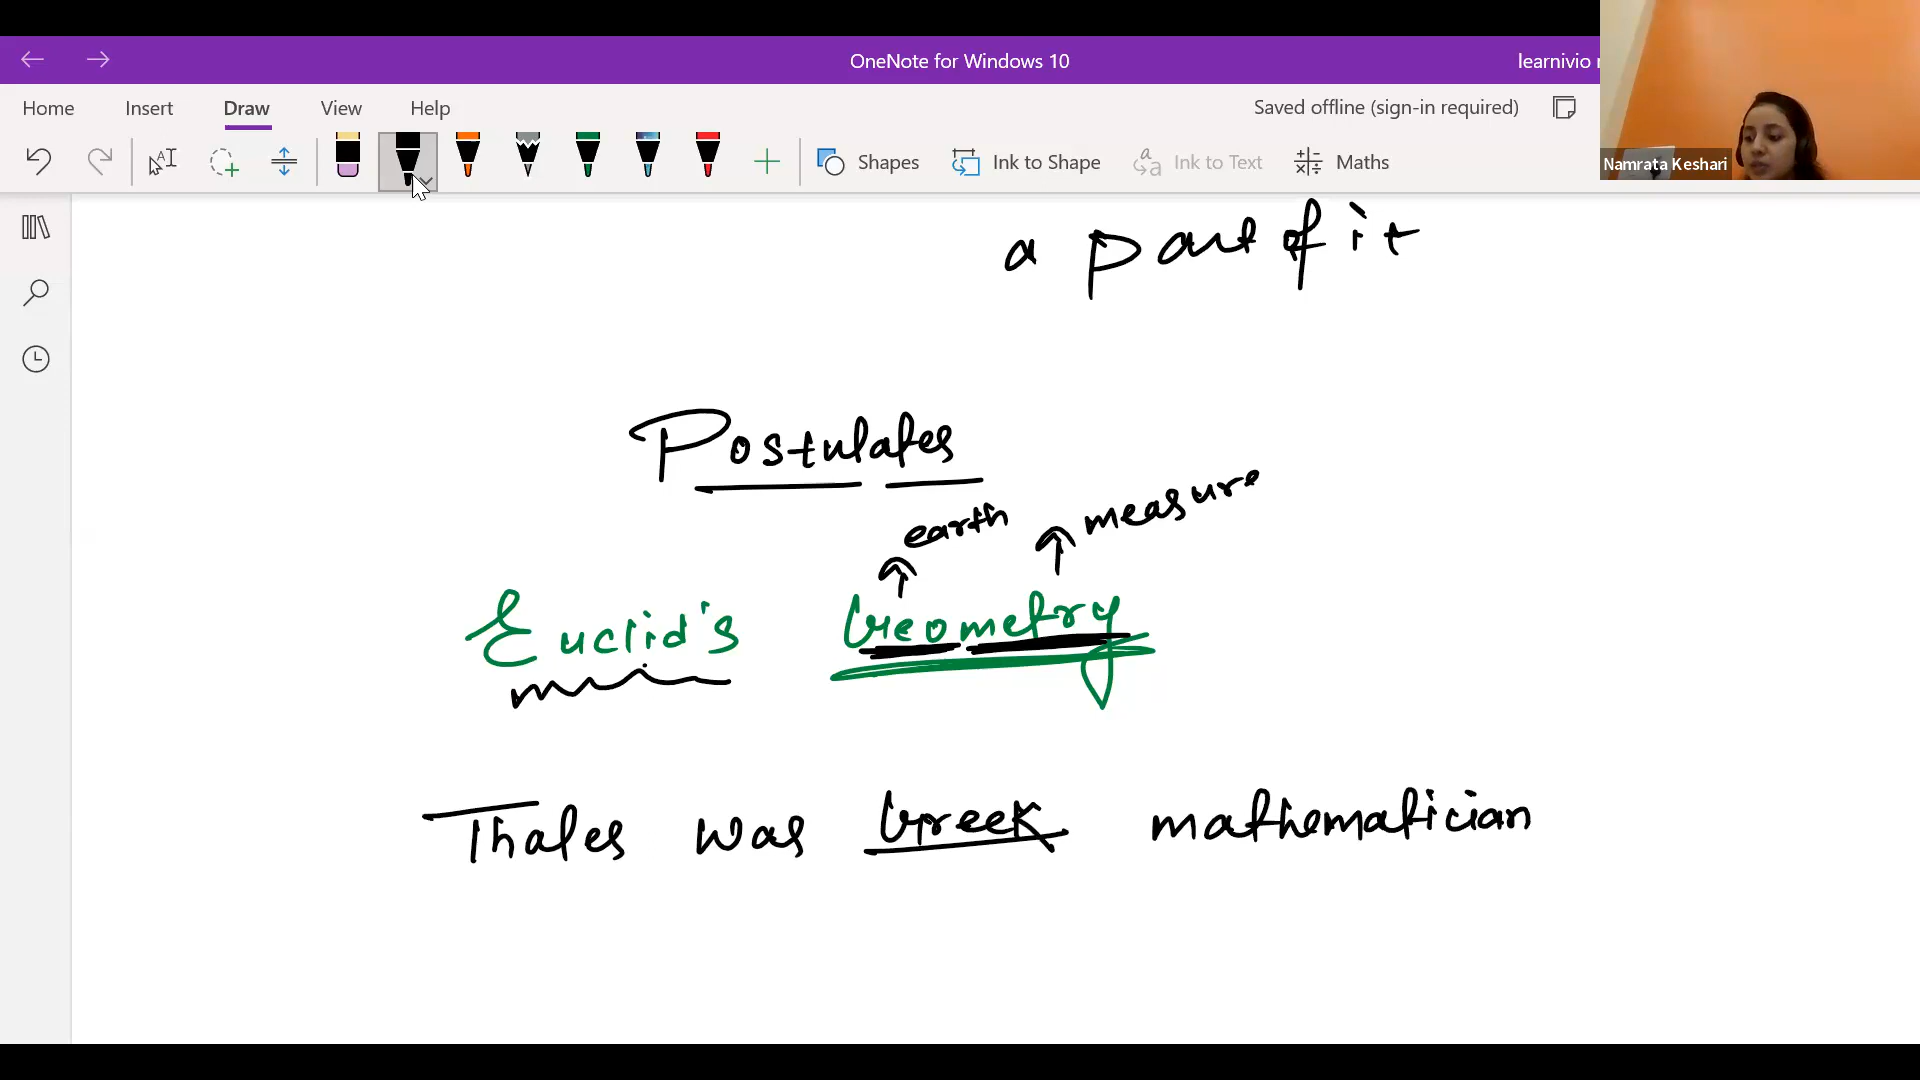 OneNote for Windows 10
learnivio
Home Insert Draw View Help
Saved offline (sign-in required)
Shapes Ink to Shape Ink to Text Maths
Namrata Keshari
a part of it
Postulates
earth measure
Euclid's Geometry
Thales was Greek mathematician